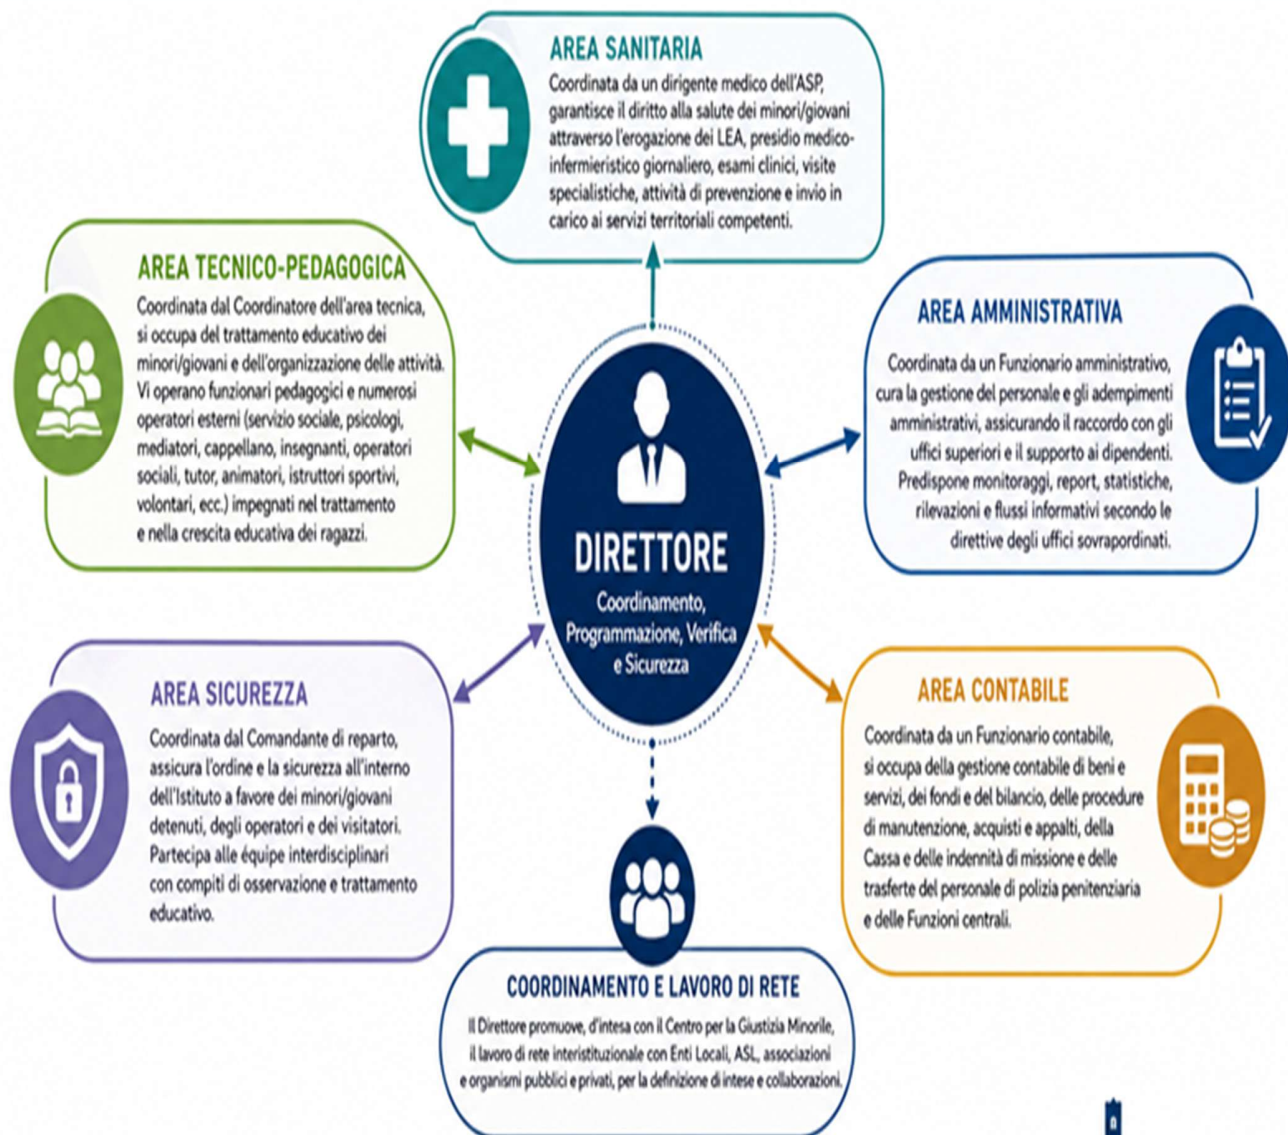 AREA SANITARIA
Coordinata da un dirigente medico dell'ASP,
garantisce il diritto alla salute dei minori/giovani
attraverso l'erogazione dei LEA, presidio medico-
infermieristico giornaliero, esami clinici, visite
specialistiche, attività di prevenzione e invio in
carico ai servizi territoriali competenti.
AREA TECNICO-PEDAGOGICA
Coordinata dal Coordinatore dell'area tecnica,
si occupa del trattamento educativo dei
minori/giovani e dell'organizzazione delle attività.
Vi operano funzionari pedagogici e numerosi
operatori esterni (servizio sociale, psicologi,
mediatori, cappellano, insegnanti, operatori
sociali, tutor, animatori, istruttori sportivi,
volontari, ecc.) impegnati nel trattamento
e nella crescita educativa dei ragazzi.
AREA AMMINISTRATIVA
Coordinata da un Funzionario amministrativo,
cura la gestione del personale e gli adempimenti
amministrativi, assicurando il raccordo con gli
uffici superiori e il supporto ai dipendenti.
Predispone monitoraggi, report, statistiche,
rilevazioni e flussi informativi secondo le
direttive degli uffici sovrapordinati.
DIRETTORE
Coordinamento,
Programmazione, Verifica
e Sicurezza
AREA SICUREZZA
Coordinata dal Comandante di reparto,
assicura l'ordine e la sicurezza all'interno
dell'Istituto a favore dei minori/giovani
detenuti, degli operatori e dei visitatori.
Partecipa alle équipe interdisciplinari
con compiti di osservazione e trattamento
educativo.
AREA CONTABILE
Coordinata da un Funzionario contabile,
si occupa della gestione contabile di beni e
servizi, dei fondi e del bilancio, delle procedure
di manutenzione, acquisti e appalti, della
Cassa e delle indennità di missione e delle
trasferte del personale di polizia penitenziaria
e delle Funzioni centrali.
COORDINAMENTO E LAVORO DI RETE
Il Direttore promuove, d'intesa con il Centro per la Giustizia Minorile,
il lavoro di rete interistituzionale con Enti Locali, ASL, associazioni
e organismi pubblici e privati, per la definizione di intese e collaborazioni.